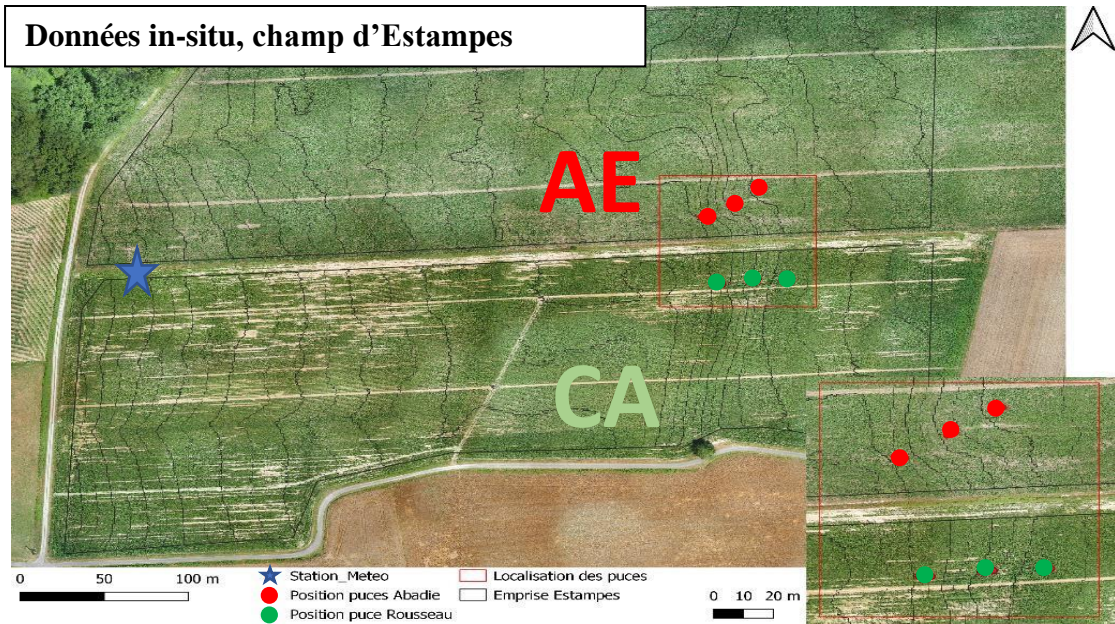 Données in-situ, champ d'Estampes
AE
CA
0 50 100 m
Station_Meteo
Position puces Abadie
Position puce Rousseau
Localisation des puces
Emprise Estampes
0 10 20 m